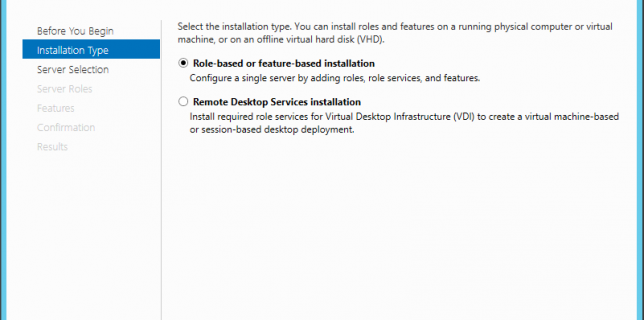 Before You Begin
Installation Type
Server Selection
Server Roles
Features
Confirmation
Results
Select the installation type. You can install roles and features on a running physical computer or virtual
machine, or on an offline virtual hard disk (VHD).
Role-based or feature-based installation
Configure a single server by adding roles, role services, and features.
Remote Desktop Services installation
Install required role services for Virtual Desktop Infrastructure (VDI) to create a virtual machine-based
or session-based desktop deployment.